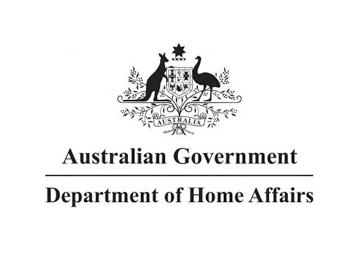 AUSTRALIA
Australian Government
Department of Home Affairs